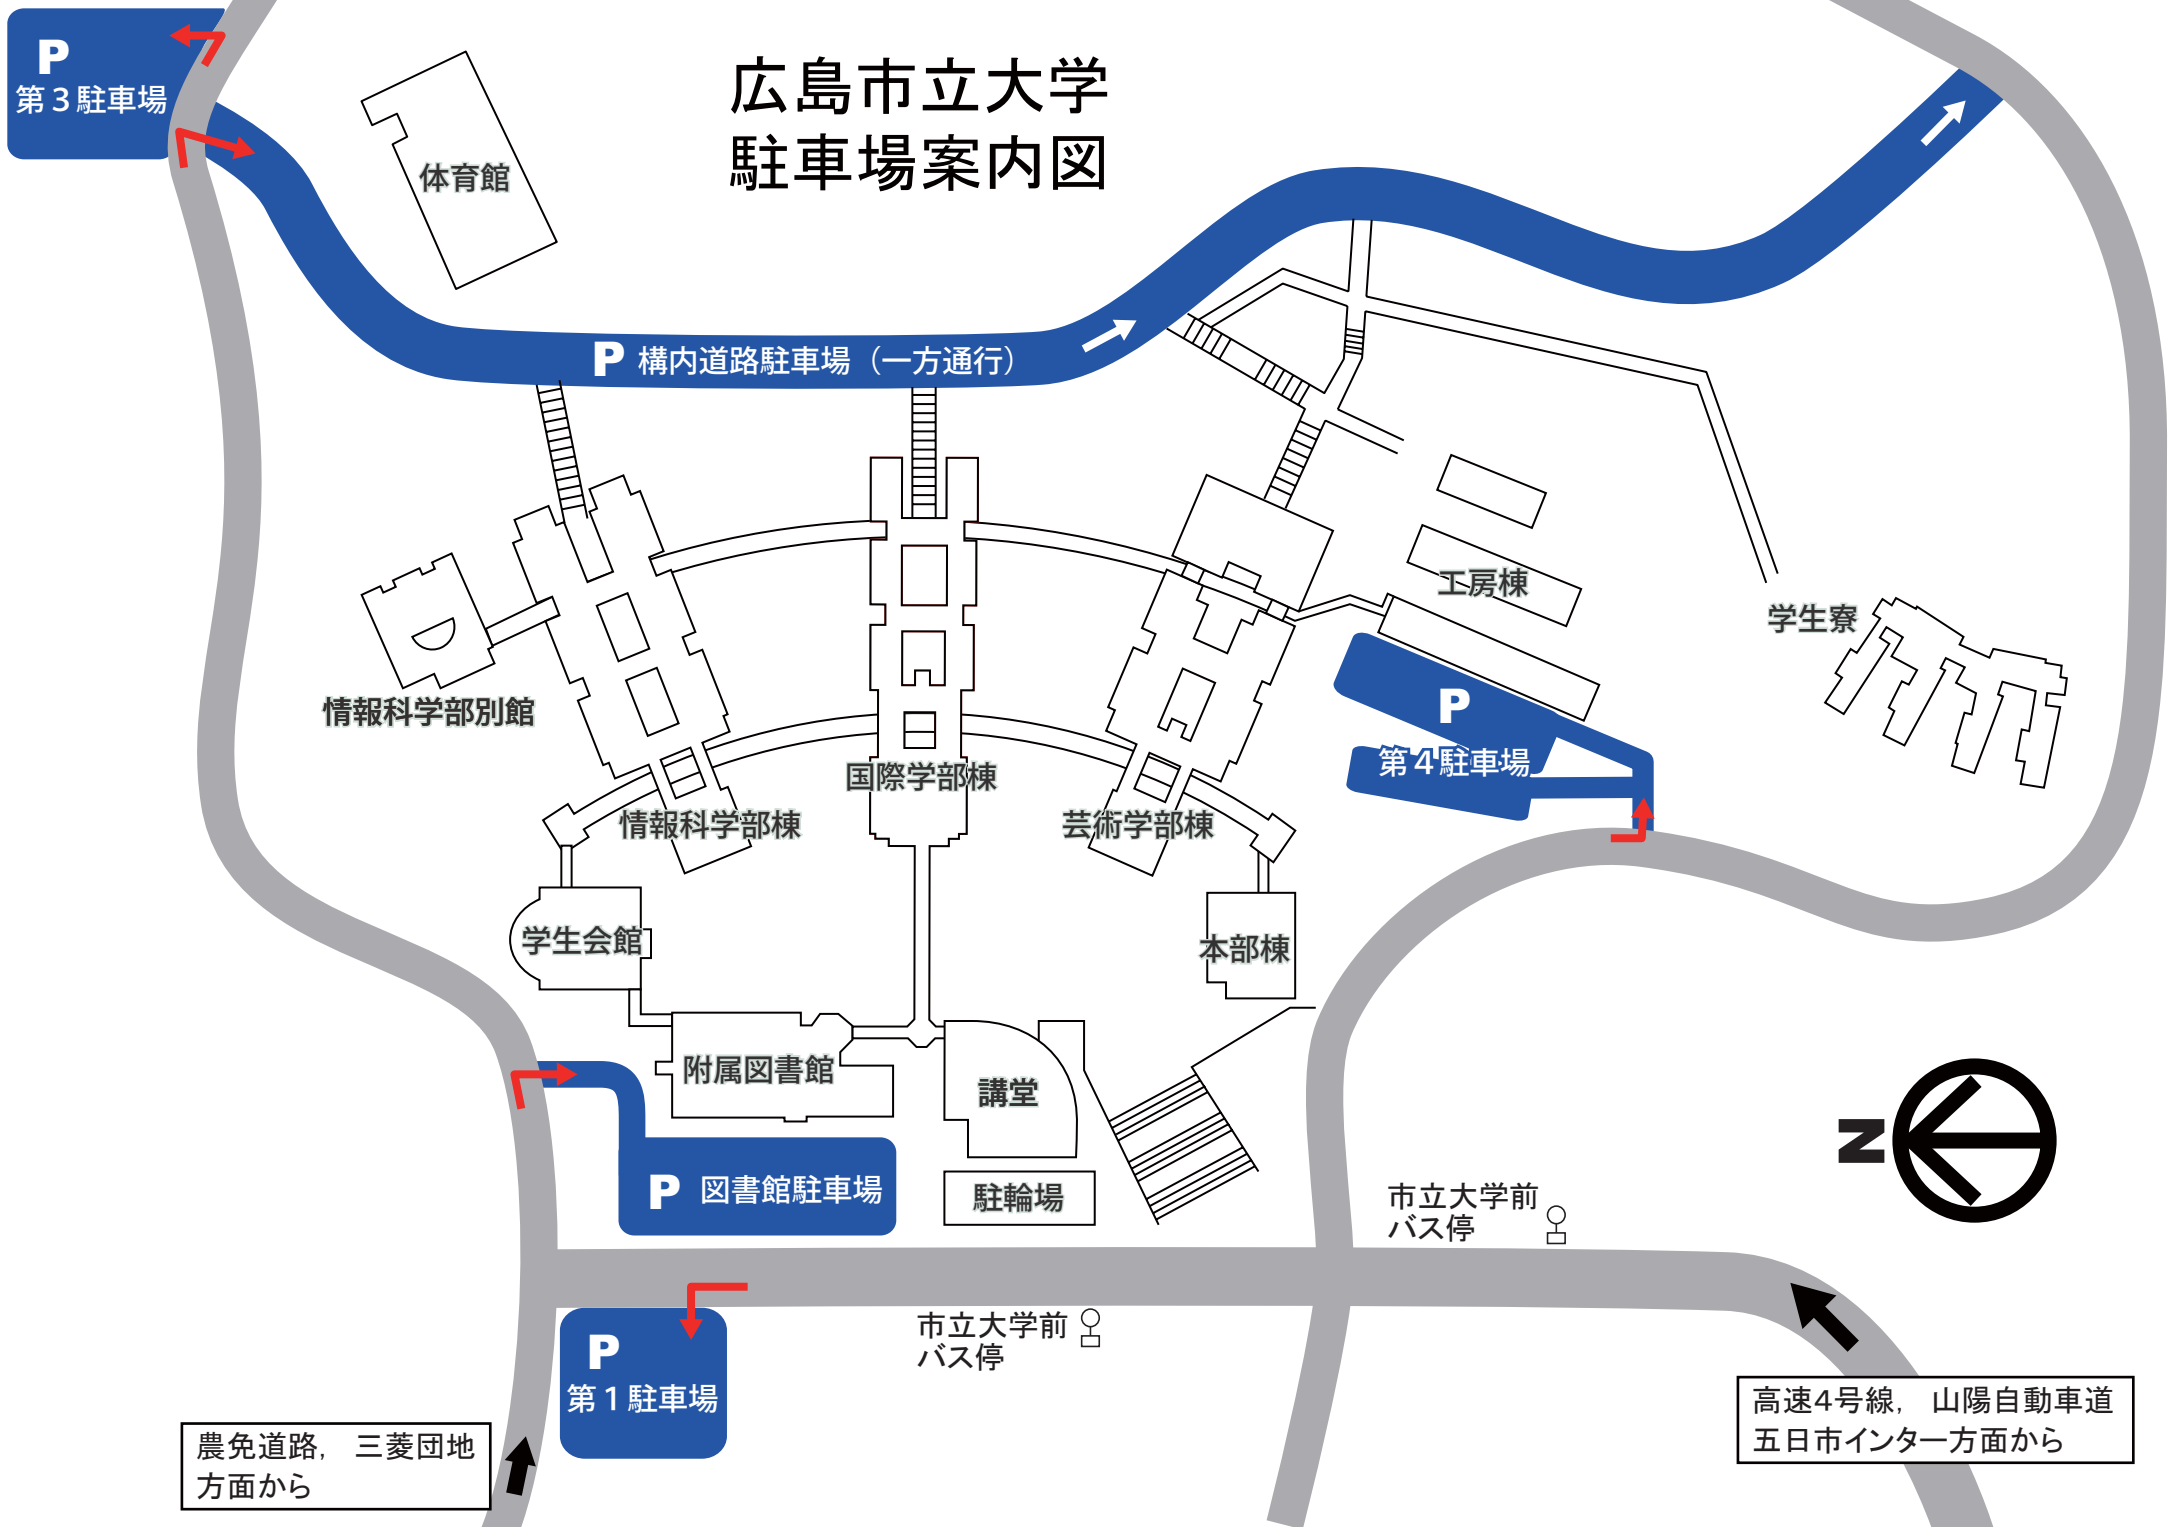 広島市立大学
駐車場案内図
P
第３駐車場
体育館
P 構内道路駐車場（一方通行）
工房棟
学生寮
情報科学部別館
P
第４駐車場
国際学部棟
情報科学部棟
芸術学部棟
学生会館
本部棟
附属図書館
講堂
P 図書館駐車場
駐輪場
市立大学前
バス停
N
市立大学前
バス停
P
第１駐車場
高速4号線,　山陽自動車道
五日市インター方面から
農免道路,　三菱団地
方面から